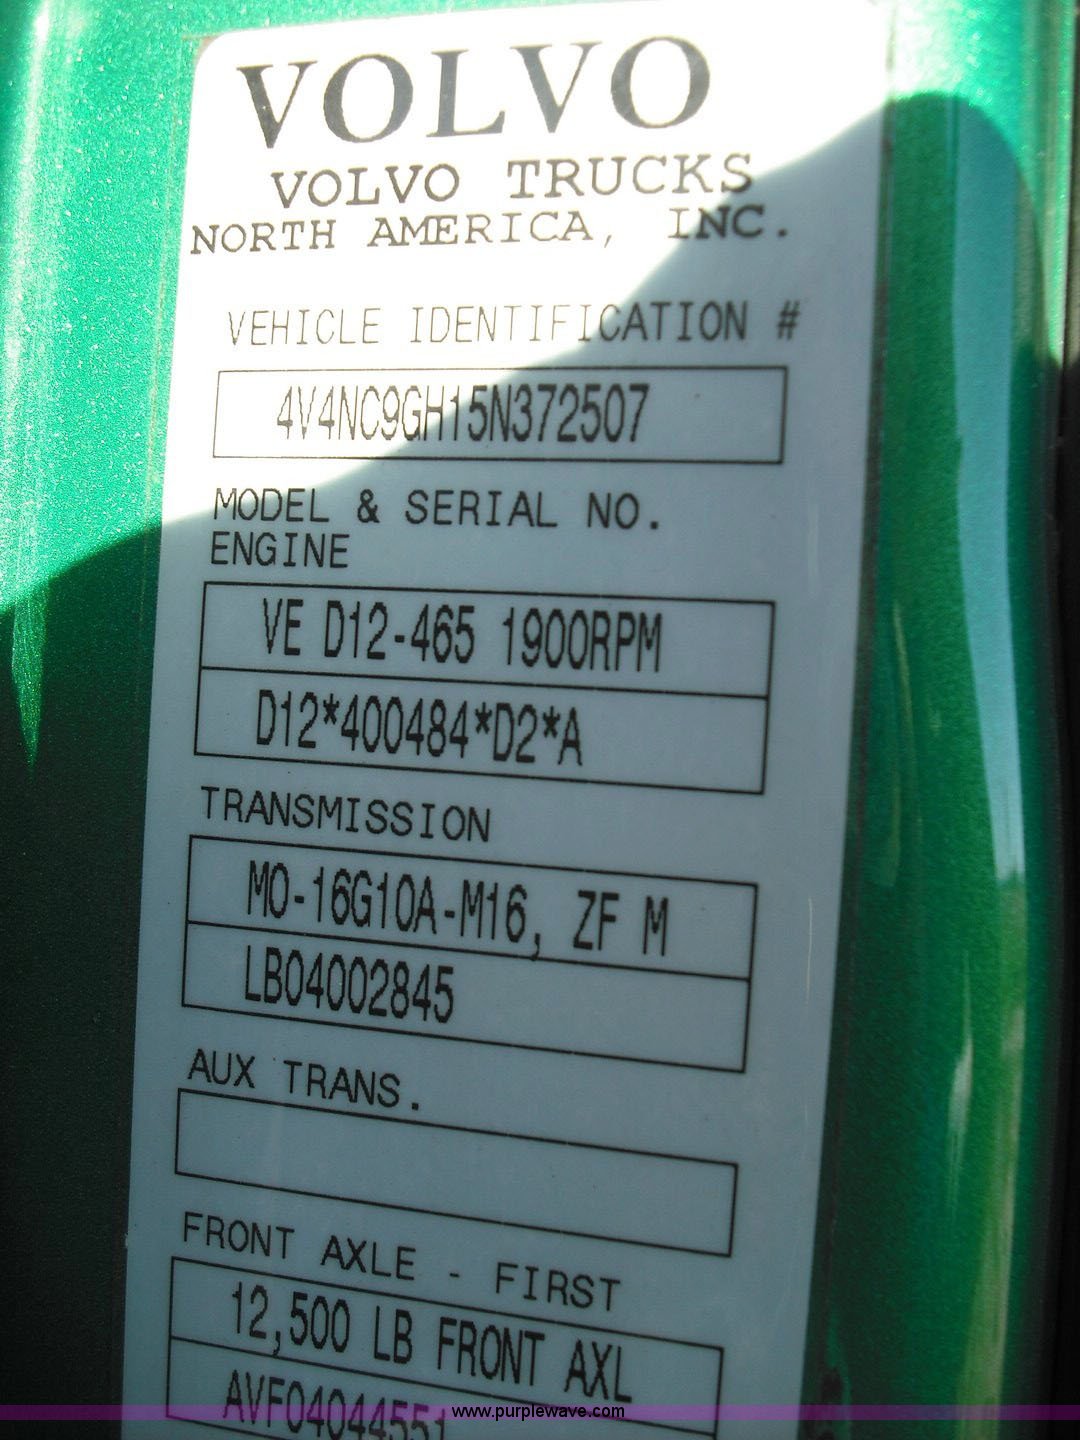 VOLVO
VOLVO TRUCKS
NORTH AMERICA, INC.
VEHICLE IDENTIFICATION #
4V4NC9GH15N372507
MODEL & SERIAL NO.
ENGINE
VE D12-465 1900RPM
D12*400484*D2*A
TRANSMISSION
MO-16G10A-M16, ZF M
LB04002845
AUX TRANS.
FRONT AXLE - FIRST
12,500 LB FRONT AXL
AVF04044551
www.purplewave.com